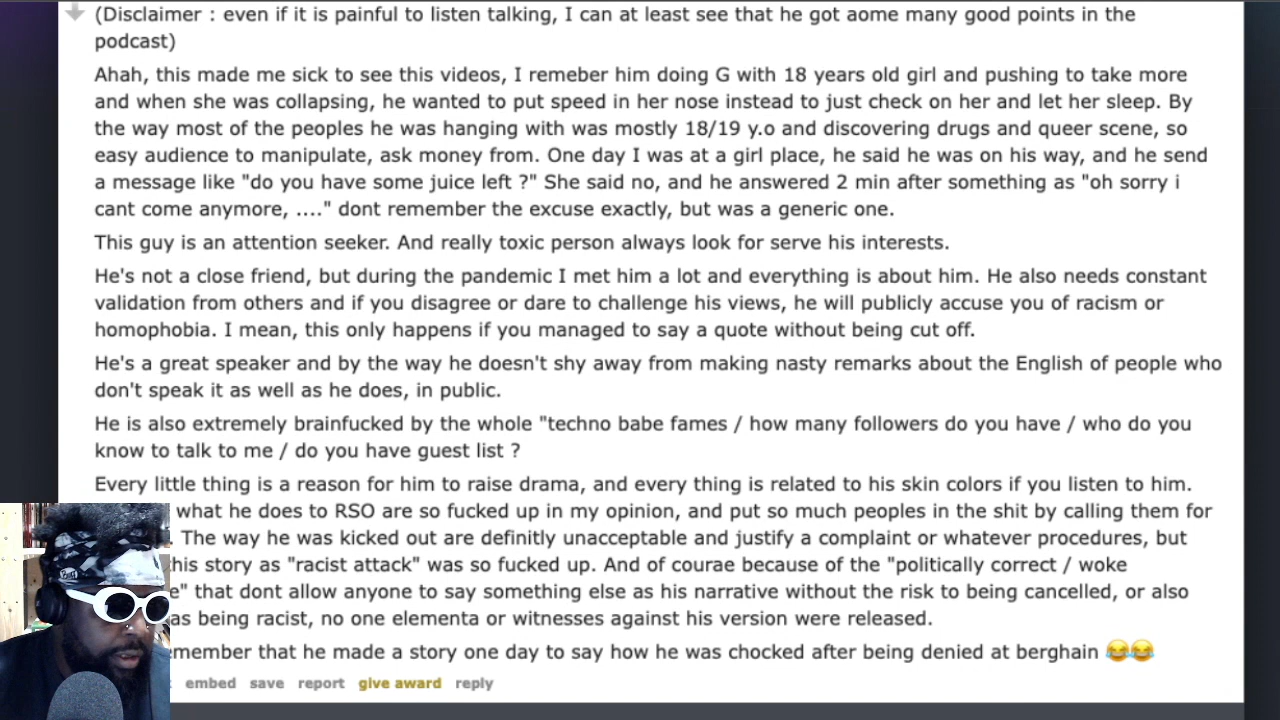 (Disclaimer : even if it is painful to listen talking, I can at least see that he got aome many good points in the
podcast)
Ahah, this made me sick to see this videos, I remeber him doing G with 18 years old girl and pushing to take more
and when she was collapsing, he wanted to put speed in her nose instead to just check on her and let her sleep. By
the way most of the peoples he was hanging with was mostly 18/19 y.o and discovering drugs and queer scene, so
easy audience to manipulate, ask money from. One day I was at a girl place, he said he was on his way, and he send
a message like "do you have some juice left ?" She said no, and he answered 2 min after something as "oh sorry i
cant come anymore, ...." dont remember the excuse exactly, but was a generic one.
This guy is an attention seeker. And really toxic person always look for serve his interests.
He's not a close friend, but during the pandemic I met him a lot and everything is about him. He also needs constant
validation from others and if you disagree or dare to challenge his views, he will publicly accuse you of racism or
homophobia. I mean, this only happens if you managed to say a quote without being cut off.
He's a great speaker and by the way he doesn't shy away from making nasty remarks about the English of people who
don't speak it as well as he does, in public.
He is also extremely brainfucked by the whole "techno babe fames / how many followers do you have / who do you
know to talk to me / do you have guest list ?
Every little thing is a reason for him to raise drama, and every thing is related to his skin colors if you listen to him.
what he does to RSO are so fucked up in my opinion, and put so much peoples in the shit by calling them for
. The way he was kicked out are definitly unacceptable and justify a complaint or whatever procedures, but
his story as "racist attack" was so fucked up. And of courae because of the "politically correct / woke
e" that dont allow anyone to say something else as his narrative without the risk to being cancelled, or also
as being racist, no one elementa or witnesses against his version were released.
emember that he made a story one day to say how he was chocked after being denied at berghain 😂😂
embed save report give award reply